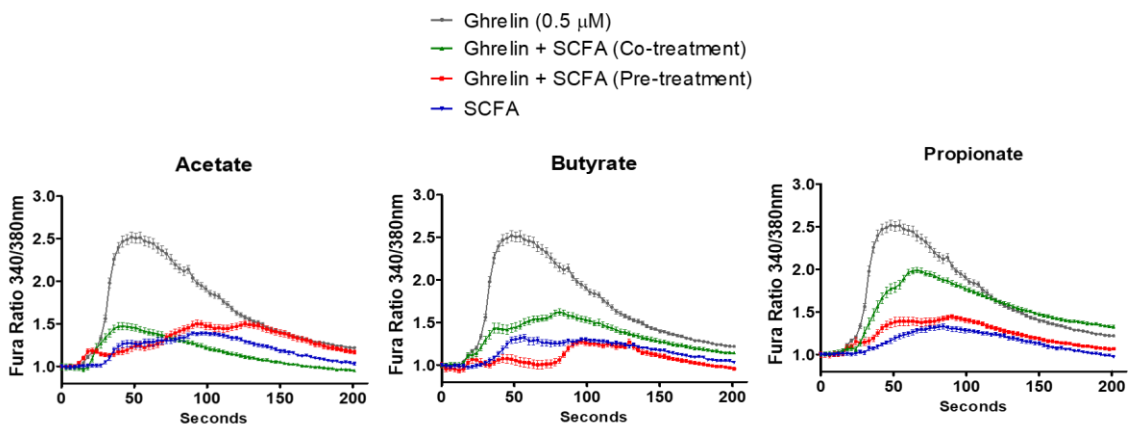 Ghrelin (0.5 μM)
Ghrelin + SCFA (Co-treatment)
Ghrelin + SCFA (Pre-treatment)
SCFA
Acetate
Fura Ratio 340/380nm
3.0
2.5
2.0
1.5
1.0
0 50 100 150 200
Seconds
Butyrate
Fura Ratio 340/380nm
3.0
2.5
2.0
1.5
1.0
0 50 100 150 200
Seconds
Propionate
Fura Ratio 340/380nm
3.0
2.5
2.0
1.5
1.0
0 50 100 150 200
Seconds